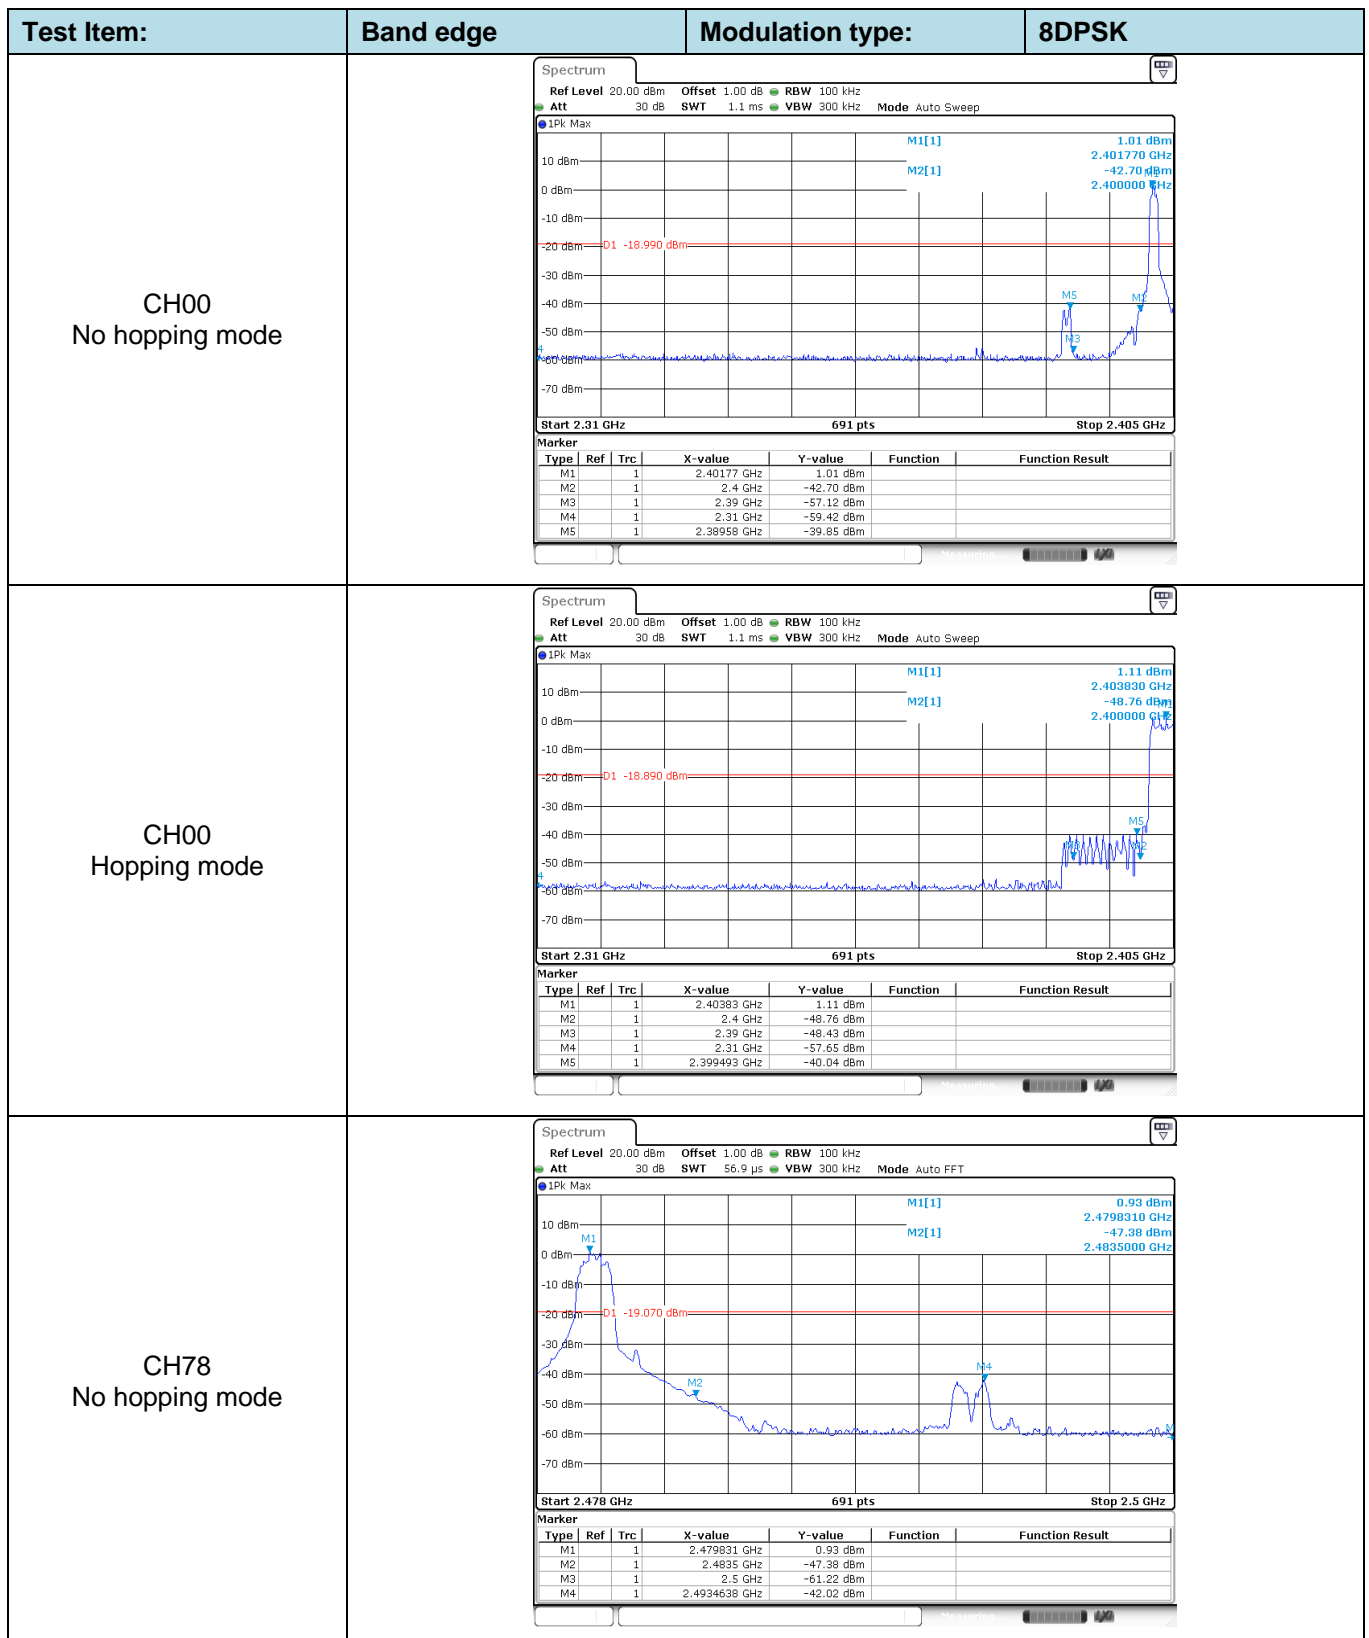 Test Item: Band edge Modulation type: 8DPSK
CH00
No hopping mode
Spectrum
Ref Level 20.00 dBm Offset 1.00 dB RBW 100 kHz
Att 30 dB SWT 1.1 ms VBW 300 kHz Mode Auto Sweep
1Pk Max
M1[1] 1.01 dBm
2.401770 GHz
M2[1] -42.70 dBm
2.400000 GHz
M1
10 dBm
0 dBm
-10 dBm
-20 dBm
D1 -18.990 dBm
-30 dBm
-40 dBm
M5
M2
-50 dBm
M3
-60 dBm
-70 dBm
Start 2.31 GHz 691 pts Stop 2.405 GHz
Marker
Type Ref Trc X-value Y-value Function Function Result
M1 1 2.40177 GHz 1.01 dBm
M2 1 2.4 GHz -42.70 dBm
M3 1 2.39 GHz -57.12 dBm
M4 1 2.31 GHz -59.42 dBm
M5 1 2.38958 GHz -39.85 dBm
Measuring...
CH00
Hopping mode
Spectrum
Ref Level 20.00 dBm Offset 1.00 dB RBW 100 kHz
Att 30 dB SWT 1.1 ms VBW 300 kHz Mode Auto Sweep
1Pk Max
M1[1] 1.11 dBm
2.403830 GHz
M2[1] -48.76 dBm
2.400000 GHz
M1
10 dBm
0 dBm
-10 dBm
-20 dBm
D1 -18.890 dBm
-30 dBm
-40 dBm
M5
M3
M2
-50 dBm
-60 dBm
-70 dBm
Start 2.31 GHz 691 pts Stop 2.405 GHz
Marker
Type Ref Trc X-value Y-value Function Function Result
M1 1 2.40383 GHz 1.11 dBm
M2 1 2.4 GHz -48.76 dBm
M3 1 2.39 GHz -48.43 dBm
M4 1 2.31 GHz -57.65 dBm
M5 1 2.399493 GHz -40.04 dBm
Measuring...
CH78
No hopping mode
Spectrum
Ref Level 20.00 dBm Offset 1.00 dB RBW 100 kHz
Att 30 dB SWT 56.9 µs VBW 300 kHz Mode Auto FFT
1Pk Max
M1[1] 0.93 dBm
2.4798310 GHz
M2[1] -47.38 dBm
2.4835000 GHz
10 dBm
M1
0 dBm
-10 dBm
-20 dBm
D1 -19.070 dBm
-30 dBm
-40 dBm
M2
M4
-50 dBm
-60 dBm
-70 dBm
Start 2.478 GHz 691 pts Stop 2.5 GHz
Marker
Type Ref Trc X-value Y-value Function Function Result
M1 1 2.479831 GHz 0.93 dBm
M2 1 2.4835 GHz -47.38 dBm
M3 1 2.5 GHz -61.22 dBm
M4 1 2.4934638 GHz -42.02 dBm
Measuring...